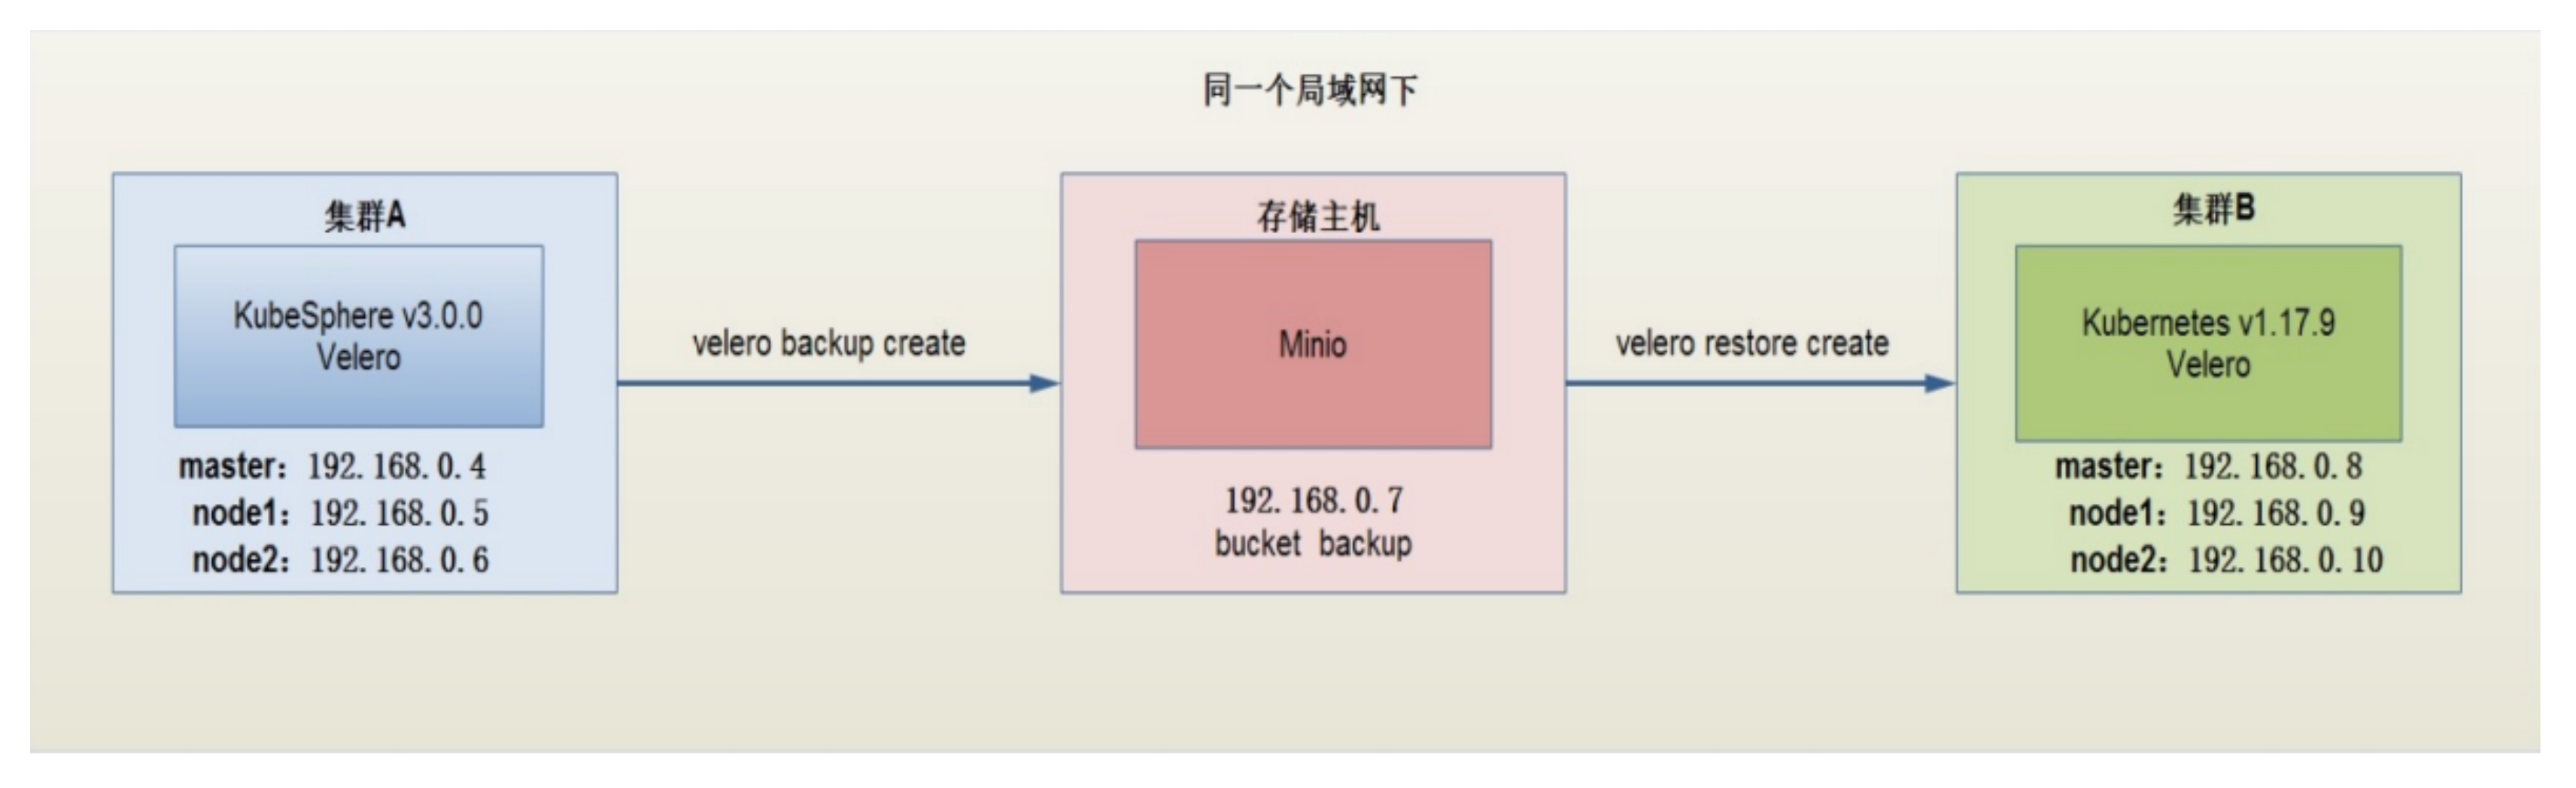 同一个局域网下
集群A
KubeSphere v3.0.0
Velero
master：192.168.0.4
node1：192.168.0.5
node2：192.168.0.6
velero backup create
存储主机
Minio
192.168.0.7
bucket backup
velero restore create
集群B
Kubernetes v1.17.9
Velero
master：192.168.0.8
node1：192.168.0.9
node2：192.168.0.10